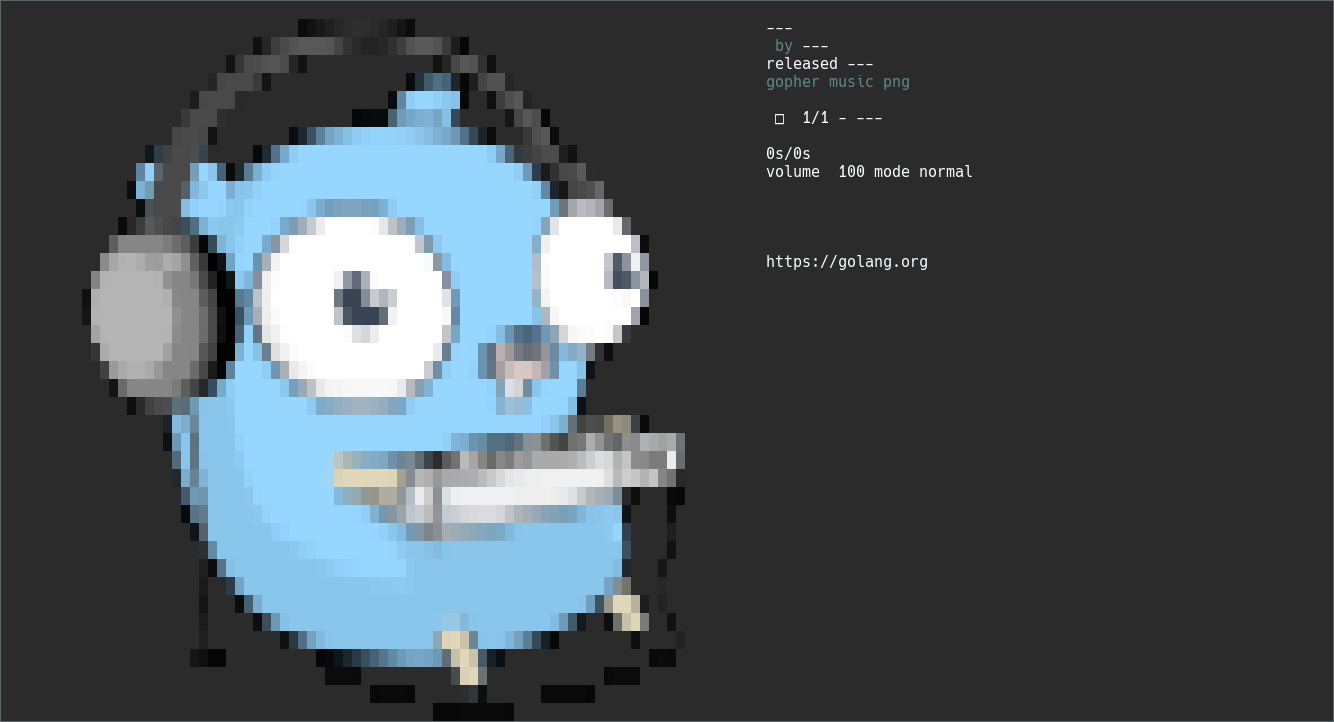 ---
by ---
released ---
gopher music png
□ 1/1 - ---
0s/0s
volume 100 mode normal
https://golang.org